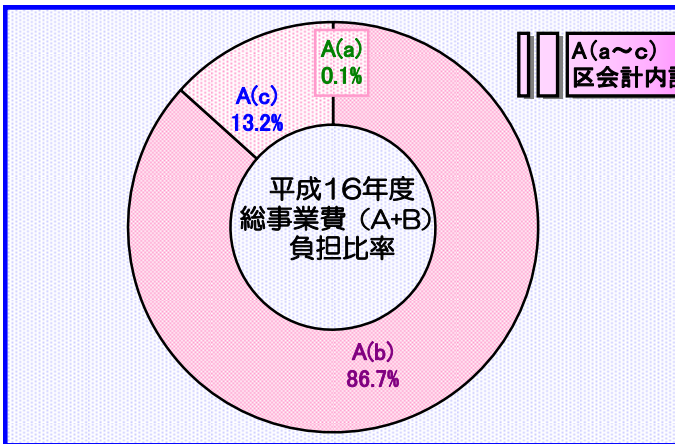 A(a)
0.1%
A(a~c)
区会計内
A(c)
13.2%
平成16年度
総事業費（A+B)
負担比率
A(b)
86.7%